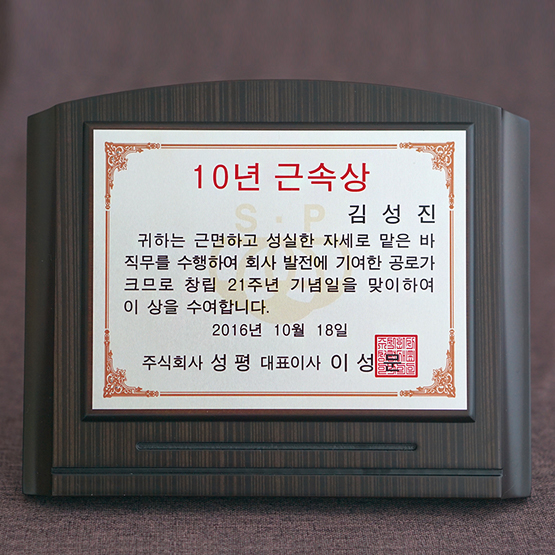 10년 근속상
S·P
김성진
귀하는 근면하고 성실한 자세로 맡은 바
직무를 수행하여 회사 발전에 기여한 공로가
크므로 창립 21주년 기념일을 맞이하여
이 상을 수여합니다.
2016년 10월 18일
주식회사 성평 대표이사 이성문